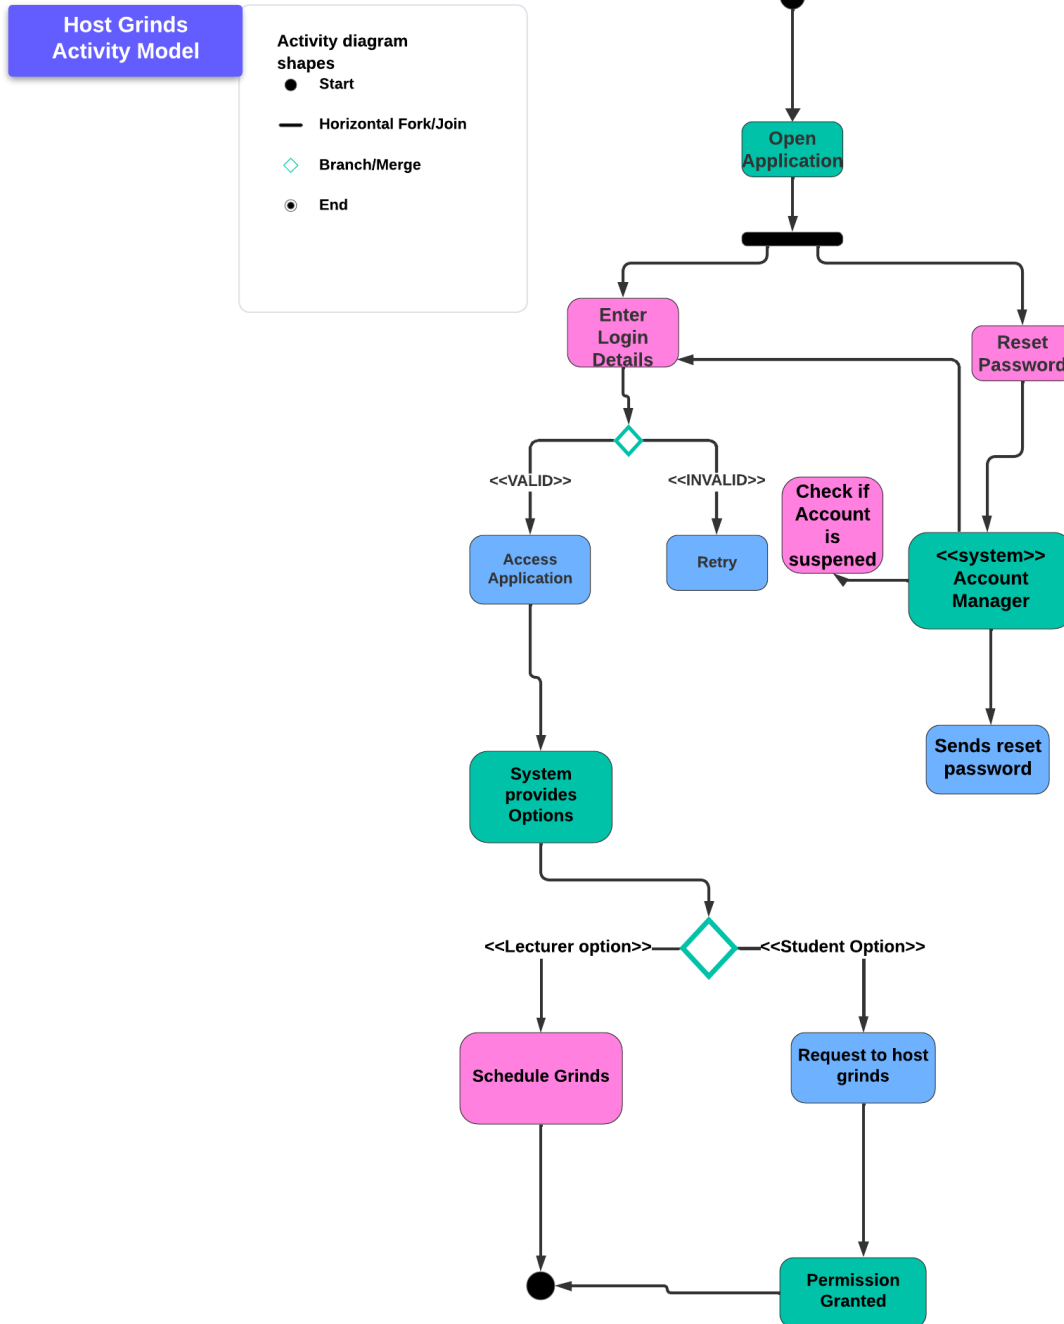 Host Grinds
Activity Model
Activity diagram
shapes
Start
Horizontal Fork/Join
Branch/Merge
End
Open
Application
Enter
Login
Details
Reset
Password
<<VALID>>
<<INVALID>>
Check if
Account
is
suspened
Access
Application
Retry
<<system>>
Account
Manager
Sends reset
password
System
provides
Options
<<Lecturer option>>
<<Student Option>>
Schedule Grinds
Request to host
grinds
Permission
Granted